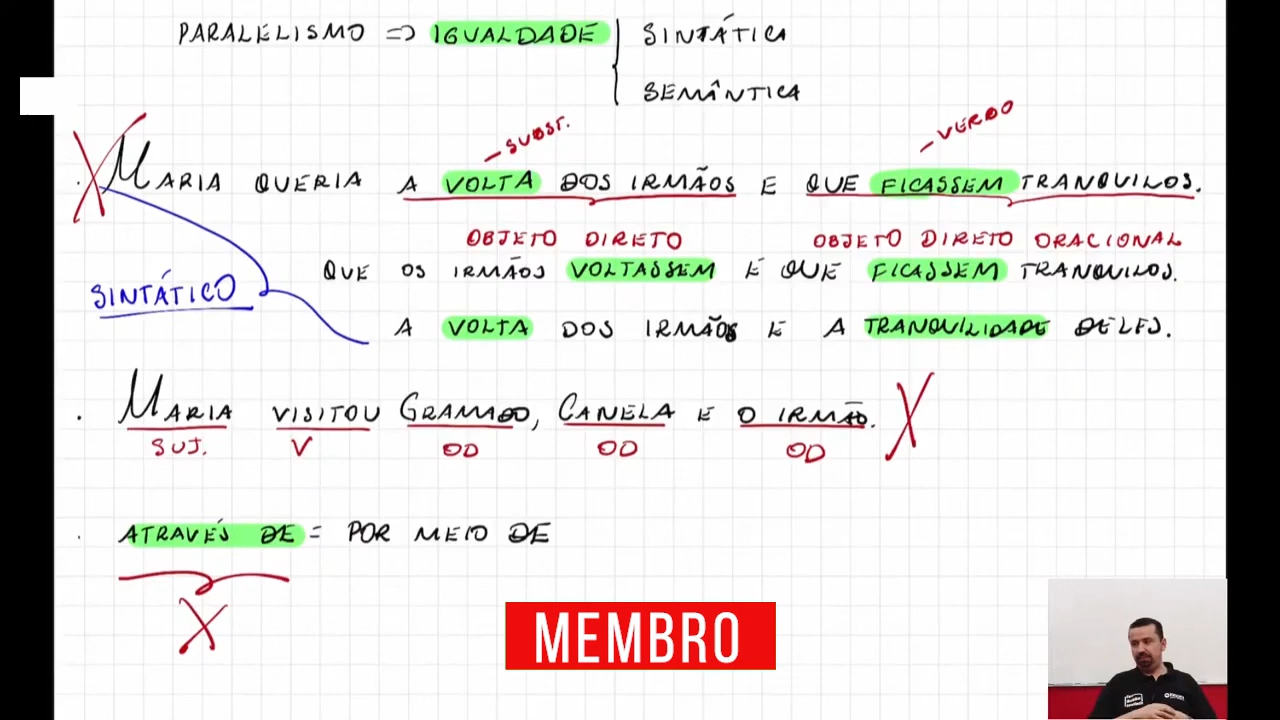 PARALELISMO => IGUALDADE { SINTÁTICA
SEMÂNTICA
SUBST.
VERBO
X
. MARIA QUERIA A VOLTA DOS IRMÃOS E QUE FICASSEM TRANQUILOS.
OBJETO DIRETO OBJETO DIRETO ORACIONAL
QUE OS IRMÃOS VOLTASSEM E QUE FICASSEM TRANQUILOS.
SINTÁTICO
A VOLTA DOS IRMÃOS E A TRANQUILIDADE DELES.
. MARIA VISITOU GRAMADO, CANELA E O IRMÃO. X
SUJ. V OD OD OD
. ATRAVÉS DE = POR MEIO DE
X
MEMBRO